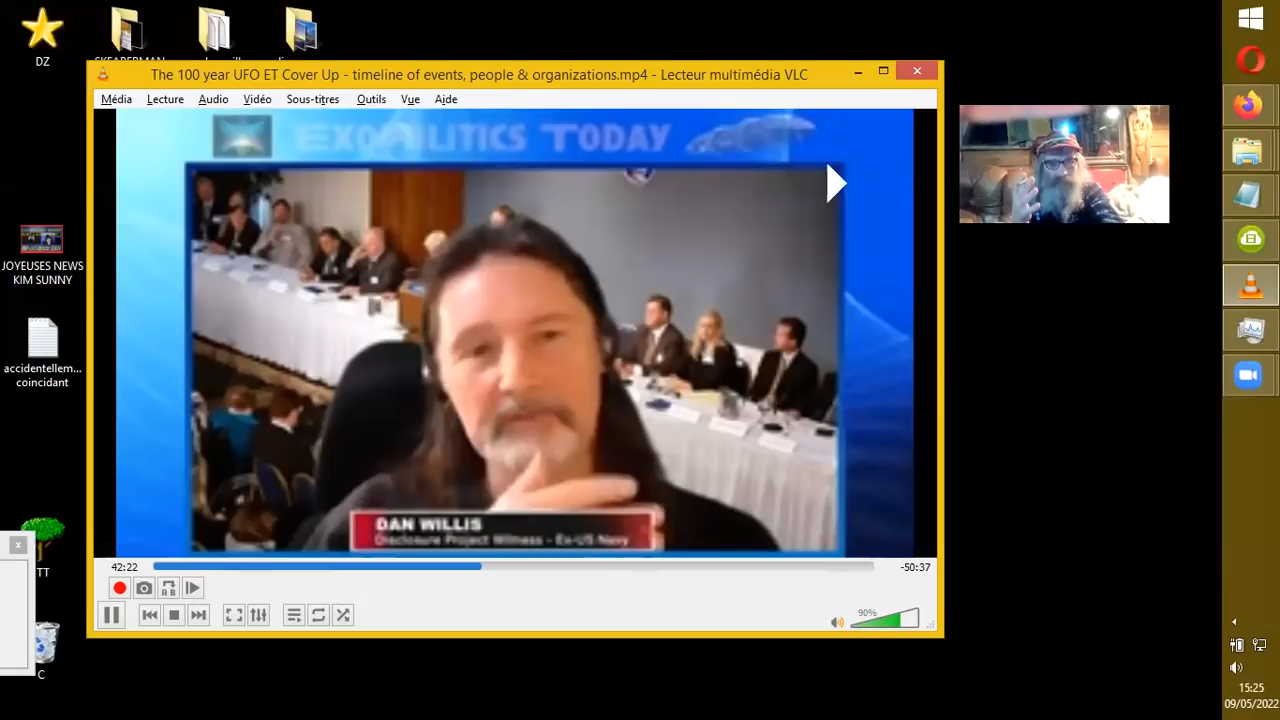 DZ
The 100 year UFO ET Cover Up - timeline of events, people & organizations.mp4 - Lecteur multimédia VLC
Média Lecture Audio Vidéo Sous-titres Outils Vue Aide
EXOPOLITICS TODAY
JOYEUSES NEWS
KIM SUNNY
accidentellem...
coincidant
DAN WILLIS
Disclosure Project Witness - Ex-US Navy
x
TT
42:22
-50:37
A B
90%
C
15:25
09/05/2022